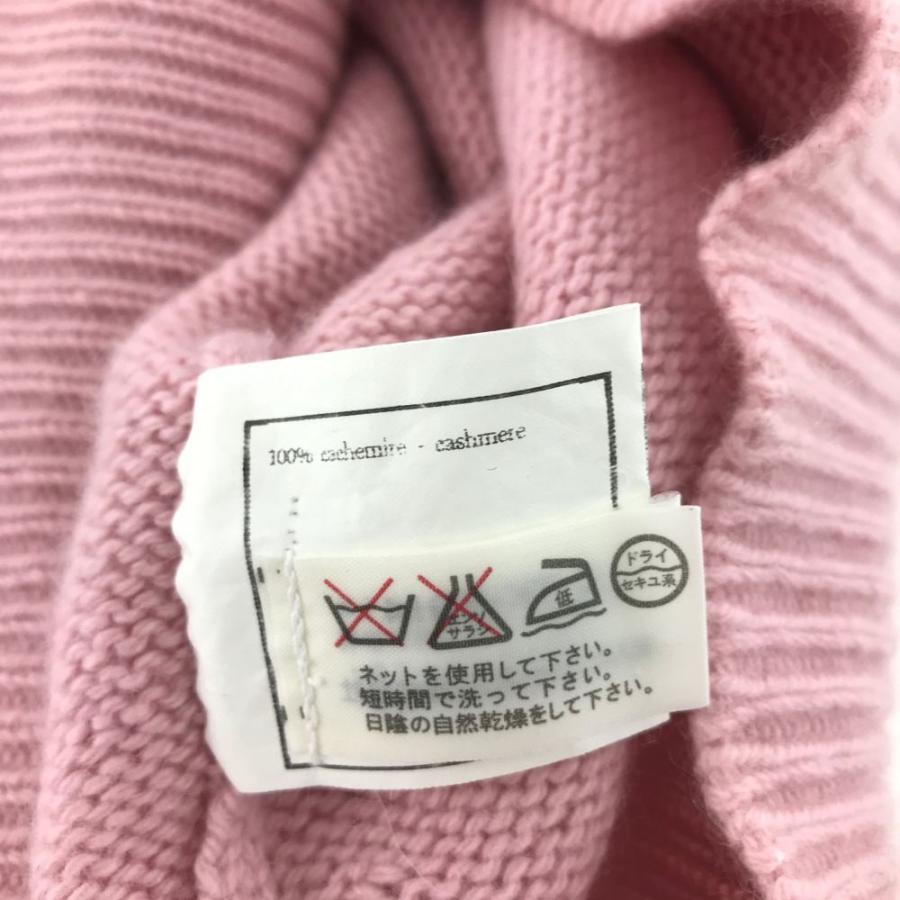 100% cachemire - cashmere
エンソ
サラシ
低
ドライ
セキユ系
ネットを使用して下さい。
短時間で洗って下さい。
日陰の自然乾燥をして下さい。